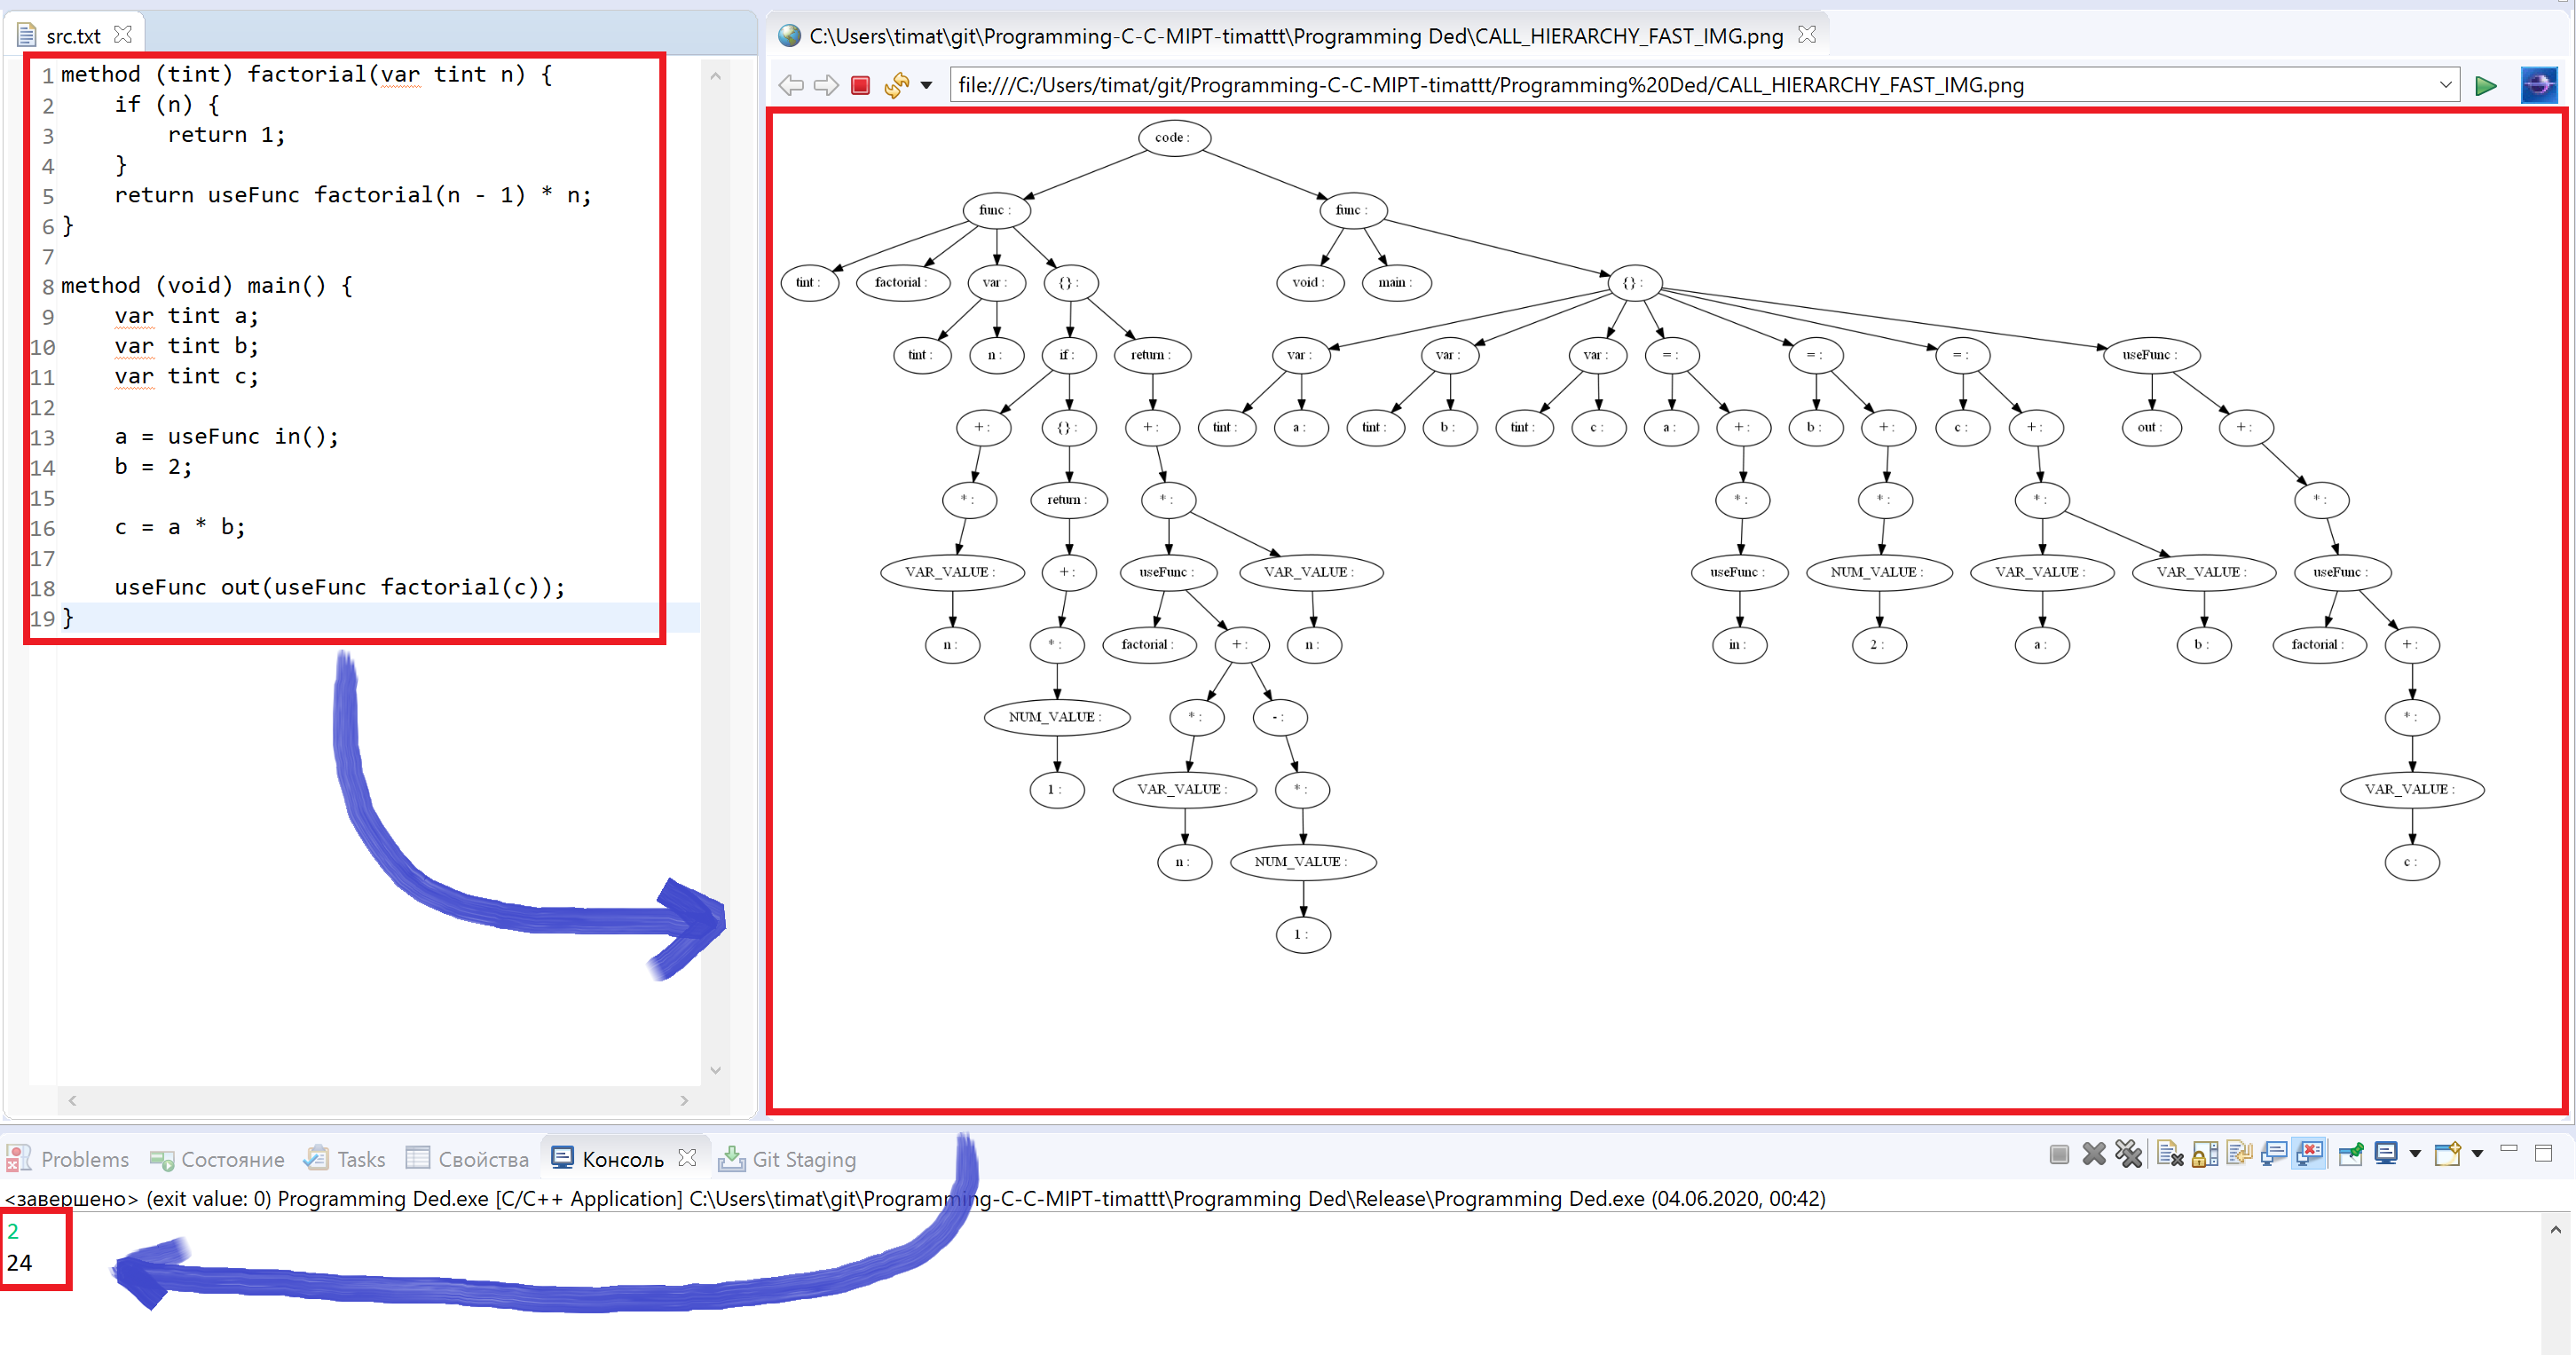 src.txt
1 method (tint) factorial(var tint n) {
2     if (n) {
3         return 1;
4     }
5     return useFunc factorial(n - 1) * n;
6 }
7
8 method (void) main() {
9     var tint a;
10     var tint b;
11     var tint c;
12
13     a = useFunc in();
14     b = 2;
15
16     c = a * b;
17
18     useFunc out(useFunc factorial(c));
19 }
C:\Users\timat\git\Programming-C-C-MIPT-timattt\Programming Ded\CALL_HIERARCHY_FAST_IMG.png
file:///C:/Users/timat/git/Programming-C-C-MIPT-timattt/Programming%20Ded/CALL_HIERARCHY_FAST_IMG.png
code :
func : func :
tint : factorial : var : {} : void : main : {} :
tint : n : if : return : var : var : var : = : = : = : useFunc :
+ : {} : + : tint : a : tint : b : tint : c : a : + : b : + : c : + : out : + :
* : return : * : * : * : * : * :
VAR_VALUE : + : useFunc : VAR_VALUE : useFunc : NUM_VALUE : VAR_VALUE : VAR_VALUE : useFunc :
n : * : factorial : + : n : in : 2 : a : b : factorial : + :
NUM_VALUE : * : - : * :
1 : VAR_VALUE : * : VAR_VALUE :
n : NUM_VALUE : c :
1 :
Problems Состояние Tasks Свойства Консоль Git Staging
<завершено> (exit value: 0) Programming Ded.exe [C/C++ Application] C:\Users\timat\git\Programming-C-C-MIPT-timattt\Programming Ded\Release\Programming Ded.exe (04.06.2020, 00:42)
2
24